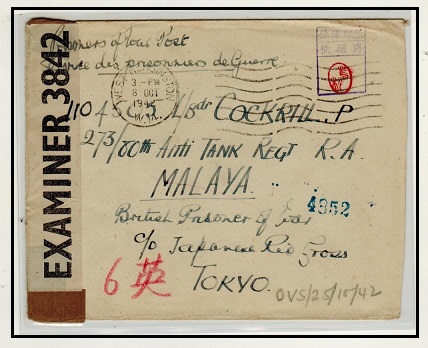 Prisoners of War Post
Service des prisonniers de Guerre
3 - PM
8 OCT
1942
L/Bdr COCKRILL . P
273/80th Anti TANK REGT R.A.
MALAYA.
British Prisoner of War
c/o Japanese Red Cross
TOKYO.
EXAMINER 3842
4952
6 英
OVS/25/10/42